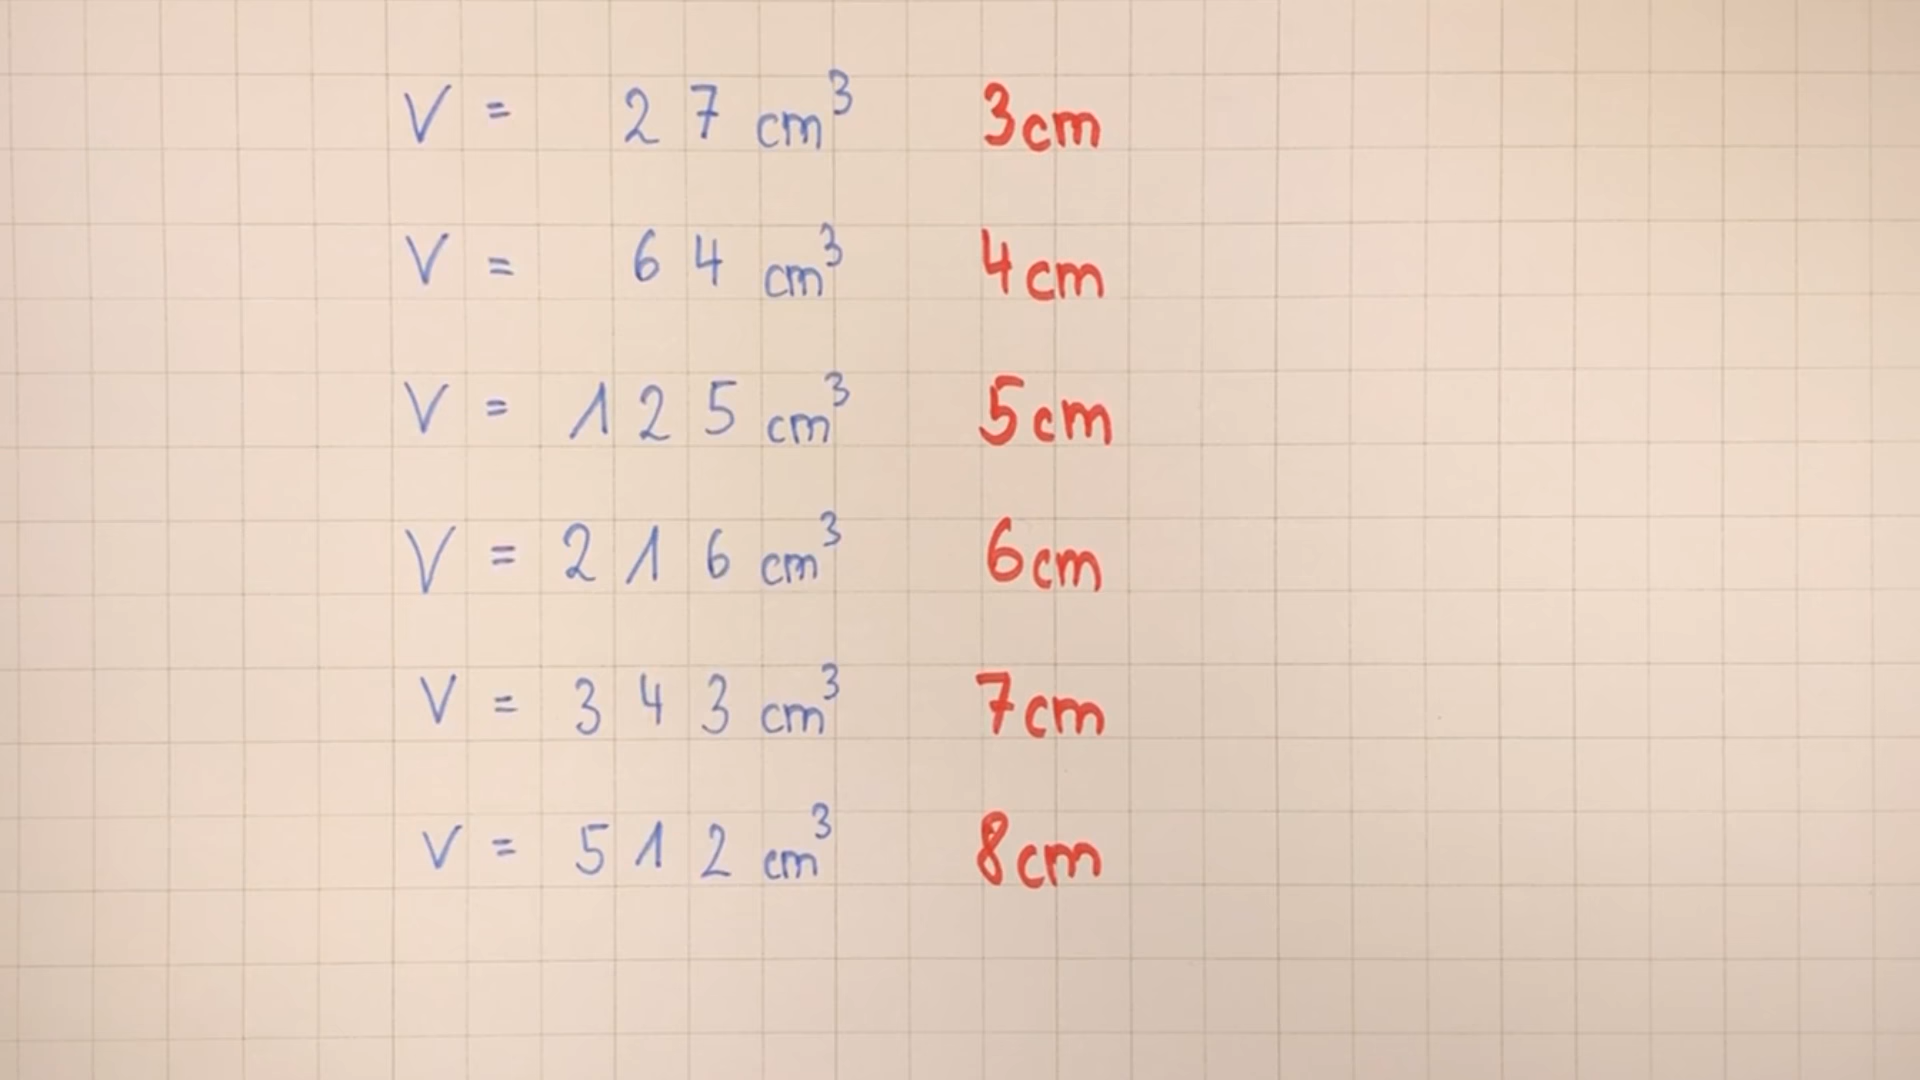 V = 27 cm³ 3cm
V = 64 cm³ 4cm
V = 125 cm³ 5cm
V = 216 cm³ 6cm
V = 343 cm³ 7cm
V = 512 cm³ 8cm